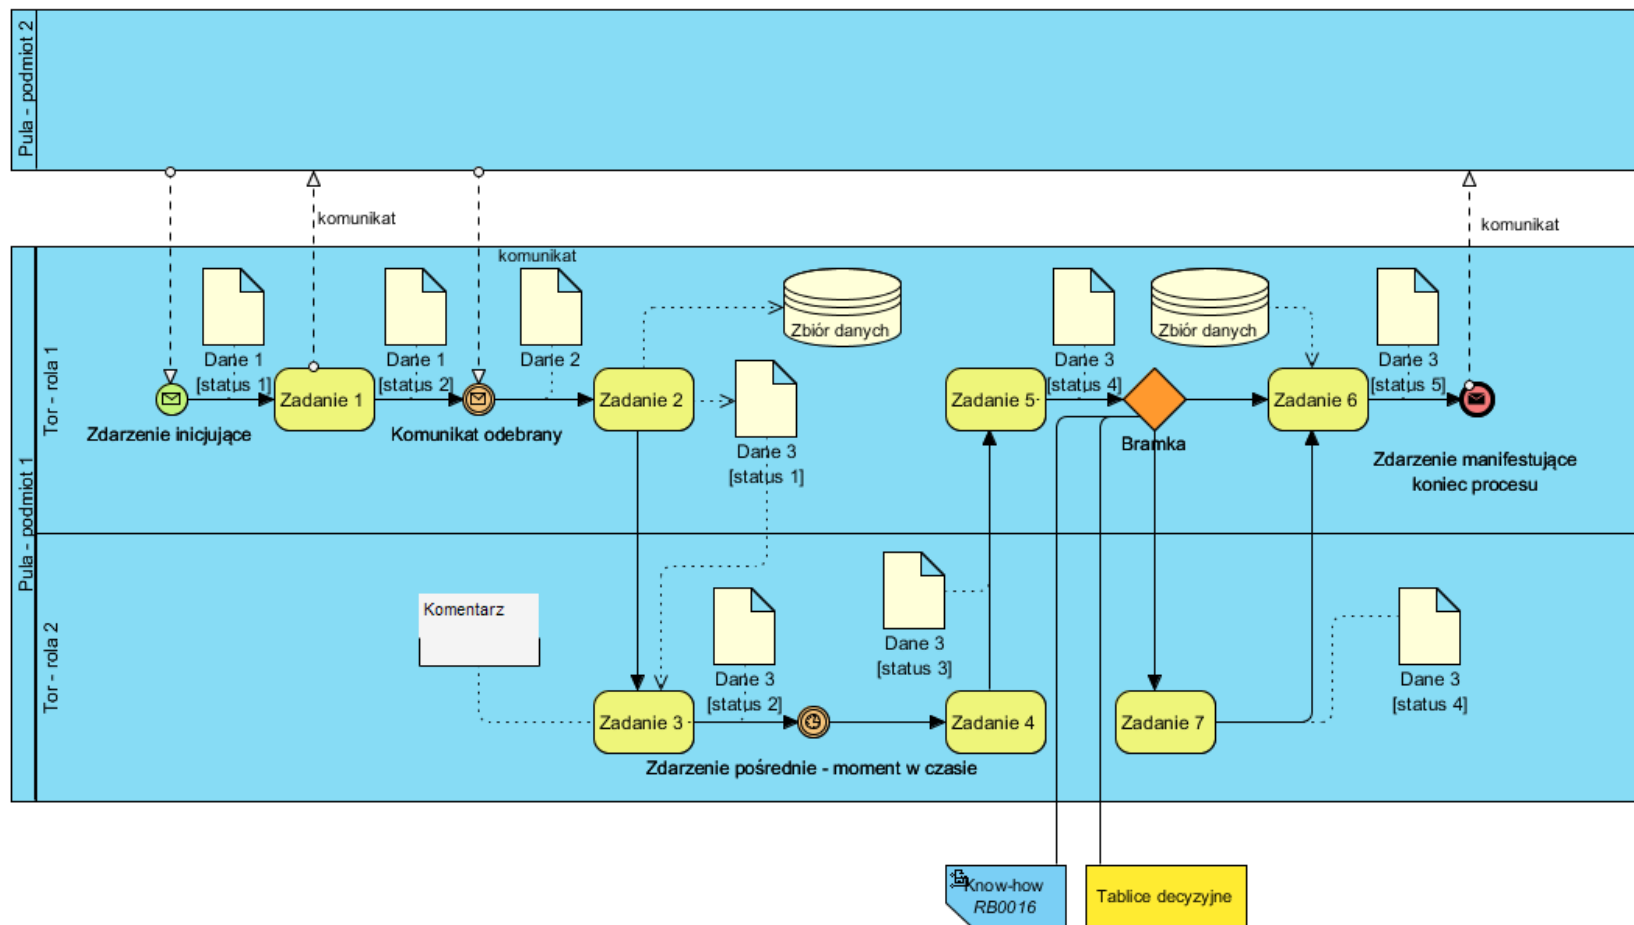 Pula - podmiot 2
komunikat
komunikat
Pula - podmiot 1
Tor - rola 1
komunikat
Dane 1
[status 1]
Dane 1
[status 2]
Dane 2
Zbiór danych
Dane 3
[status 4]
Zbiór danych
Dane 3
[status 5]
Zadanie 1
Zadanie 2
Zadanie 5
Zadanie 6
Zdarzenie inicjujące
Komunikat odebrany
Dane 3
[status 1]
Bramka
Zdarzenie manifestujące
koniec procesu
Tor - rola 2
Komentarz
Dane 3
[status 2]
Dane 3
[status 3]
Dane 3
[status 4]
Zadanie 3
Zadanie 4
Zadanie 7
Zdarzenie pośrednie - moment w czasie
Know-how
RB0016
Tablice decyzyjne